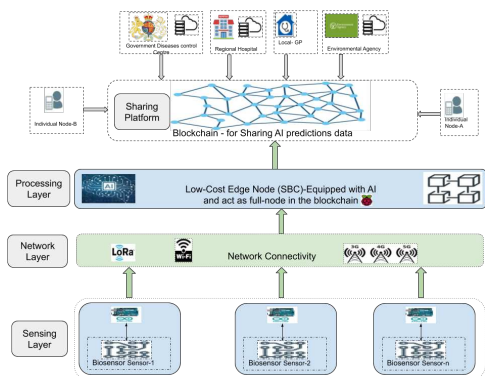 Government Diseases control
Centre
Regional Hospital
Local- GP
Environmental Agency
Individual Node-B
Sharing
Platform
Individual
Node-A
Blockchain - for Sharing AI predictions data
Processing
Layer
AI
Low-Cost Edge Node (SBC)-Equipped with AI
and act as full-node in the blockchain
Network
Layer
LoRa
Wi-Fi
Network Connectivity
3G
4G
5G
Sensing
Layer
Biosensor Sensor-1
Biosensor Sensor-2
Biosensor Sensor-n